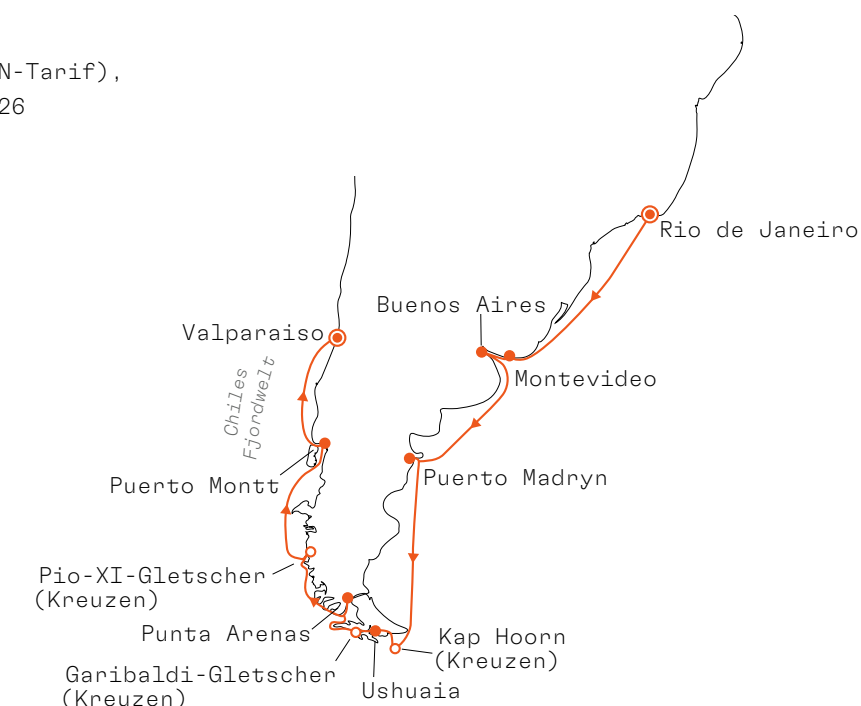 N-Tarif),
26
Rio de Janeiro
Buenos Aires
Valparaiso
Montevideo
Chiles
Fjordwelt
Puerto Montt
Puerto Madryn
Pio-XI-Gletscher
(Kreuzen)
Punta Arenas
Kap Hoorn
(Kreuzen)
Garibaldi-Gletscher
(Kreuzen)
Ushuaia